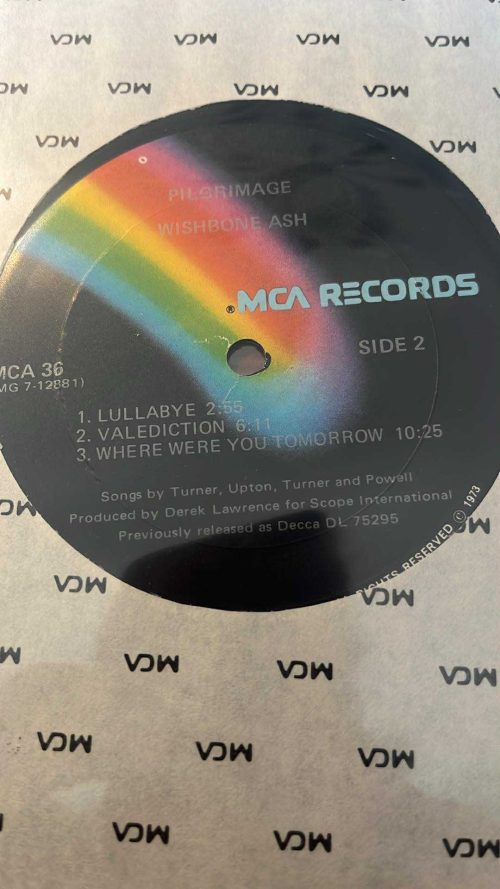 MCA MCA MCA MCA
MCA MCA MCA
MCA MCA
PILGRIMAGE
WISHBONE ASH
®MCA RECORDS
SIDE 2
MCA 36
MG 7-12881)
1. LULLABYE 2:55
2. VALEDICTION 6:11
3. WHERE WERE YOU TOMORROW 10:25
Songs by Turner, Upton, Turner and Powell
Produced by Derek Lawrence for Scope International
Previously released as Decca DL 75295
RIGHTS RESERVED © 1973
MCA MCA
MCA MCA MCA
MCA MCA MCA
MCA MCA MCA